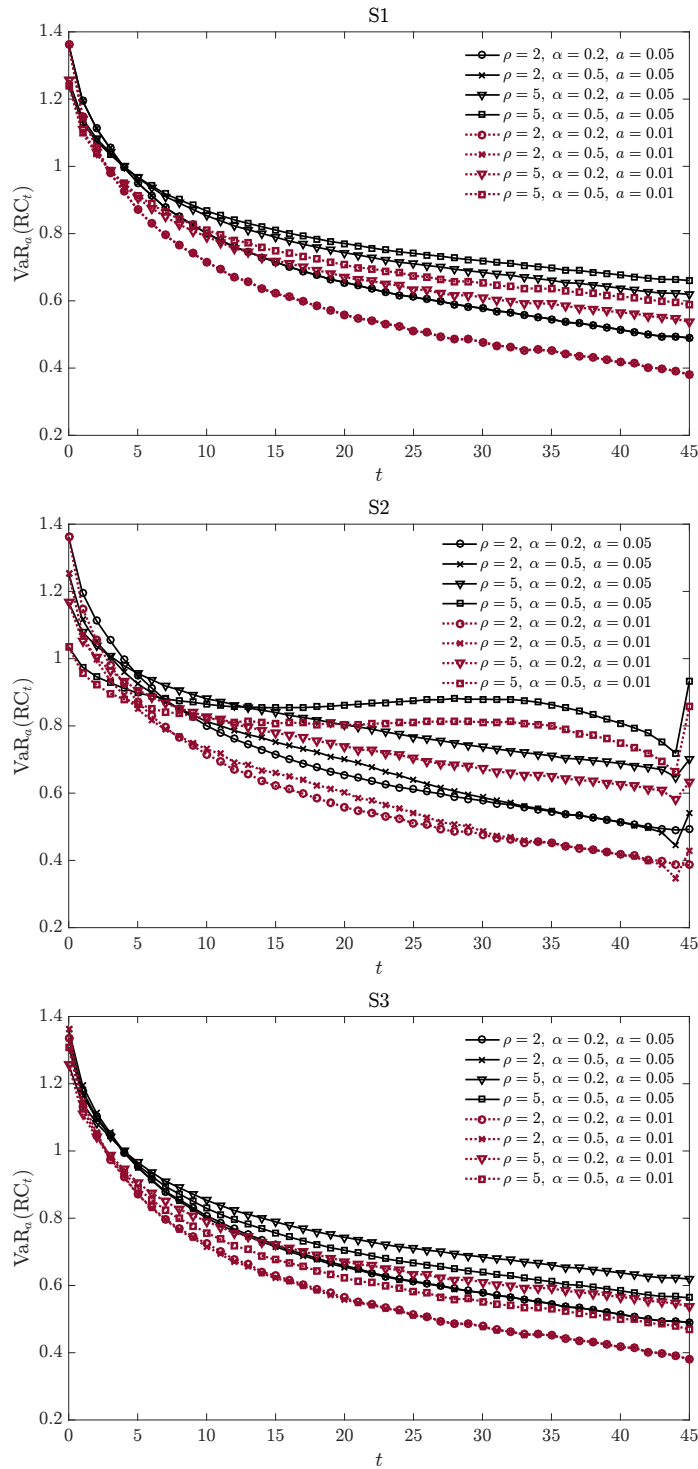 S1
1.4
1.2
1
0.8
0.6
0.4
0.2
VaRₐ(RCₜ)
ρ = 2, α = 0.2, a = 0.05
ρ = 2, α = 0.5, a = 0.05
ρ = 5, α = 0.2, a = 0.05
ρ = 5, α = 0.5, a = 0.05
ρ = 2, α = 0.2, a = 0.01
ρ = 2, α = 0.5, a = 0.01
ρ = 5, α = 0.2, a = 0.01
ρ = 5, α = 0.5, a = 0.01
0 5 10 15 20 25 30 35 40 45
t
S2
1.4
1.2
1
0.8
0.6
0.4
0.2
VaRₐ(RCₜ)
ρ = 2, α = 0.2, a = 0.05
ρ = 2, α = 0.5, a = 0.05
ρ = 5, α = 0.2, a = 0.05
ρ = 5, α = 0.5, a = 0.05
ρ = 2, α = 0.2, a = 0.01
ρ = 2, α = 0.5, a = 0.01
ρ = 5, α = 0.2, a = 0.01
ρ = 5, α = 0.5, a = 0.01
0 5 10 15 20 25 30 35 40 45
t
S3
1.4
1.2
1
0.8
0.6
0.4
0.2
VaRₐ(RCₜ)
ρ = 2, α = 0.2, a = 0.05
ρ = 2, α = 0.5, a = 0.05
ρ = 5, α = 0.2, a = 0.05
ρ = 5, α = 0.5, a = 0.05
ρ = 2, α = 0.2, a = 0.01
ρ = 2, α = 0.5, a = 0.01
ρ = 5, α = 0.2, a = 0.01
ρ = 5, α = 0.5, a = 0.01
0 5 10 15 20 25 30 35 40 45
t